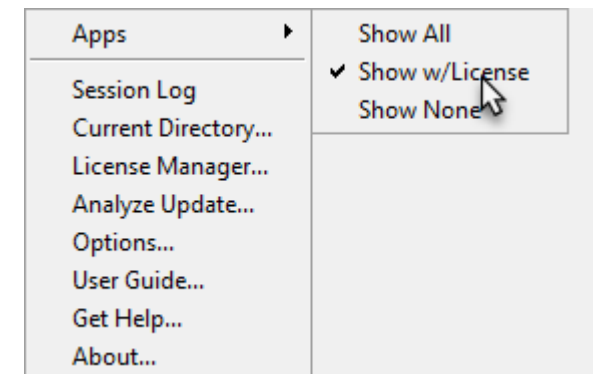 Apps
Session Log
Current Directory...
License Manager...
Analyze Update...
Options...
User Guide...
Get Help...
About...
Show All
Show w/License
Show None